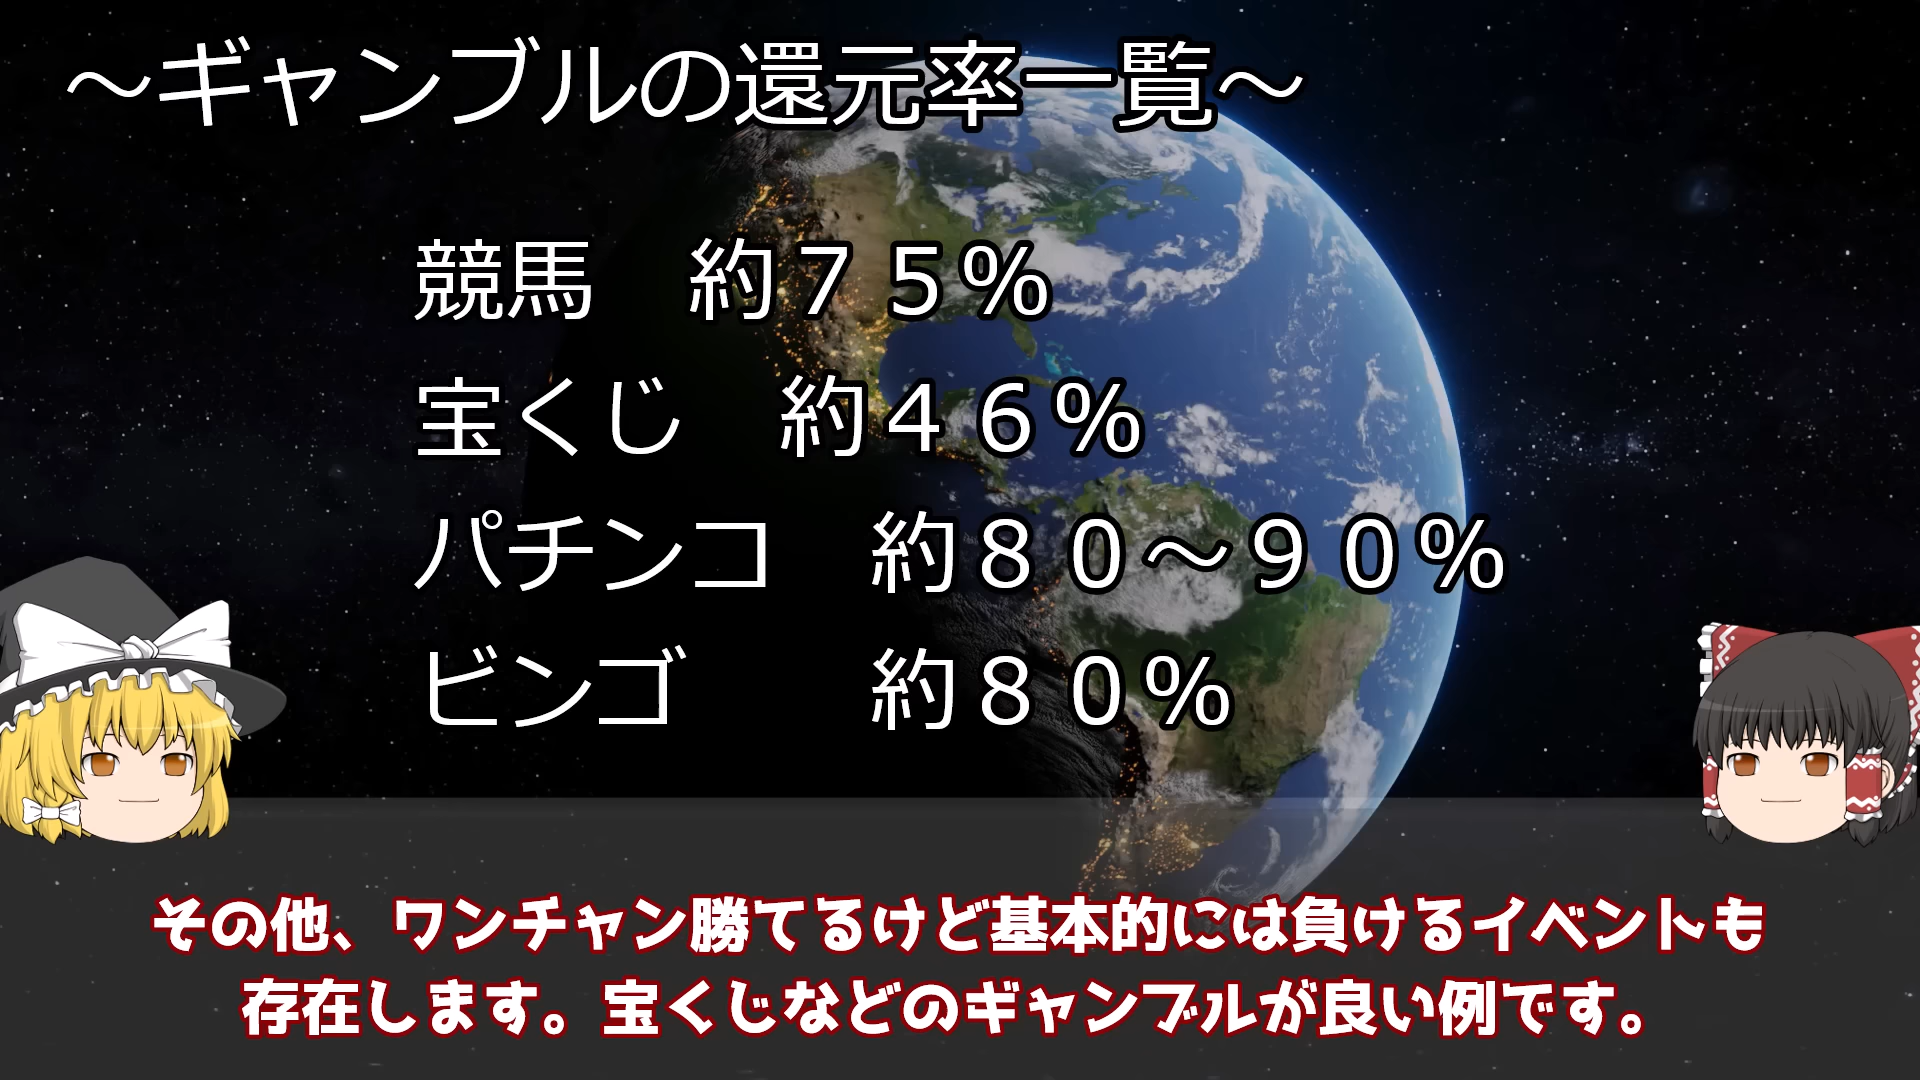 ～ギャンブルの還元率一覧～
競馬　約７５％
宝くじ　約４６％
パチンコ　約８０～９０％
ビンゴ　　約８０％
その他、ワンチャン勝てるけど基本的には負けるイベントも
存在します。宝くじなどのギャンブルが良い例です。